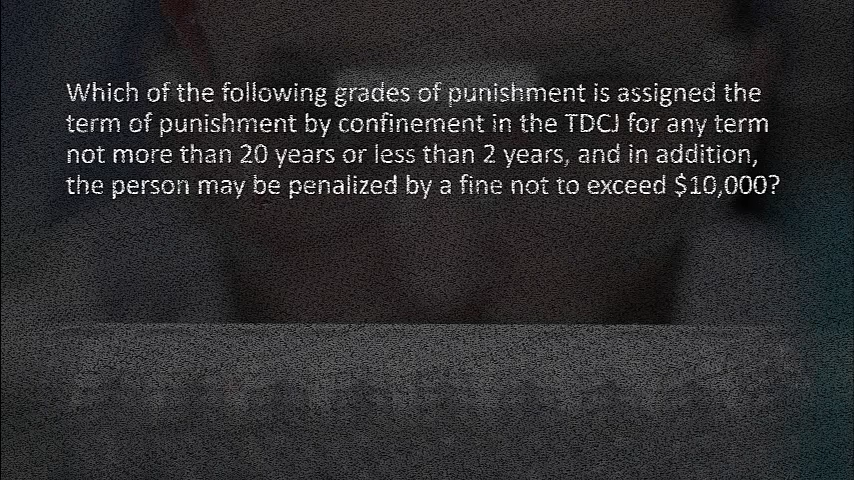 Which of the following grades of punishment is assigned the
term of punishment by confinement in the TDCJ for any term
not more than 20 years or less than 2 years, and in addition,
the person may be penalized by a fine not to exceed $10,000?